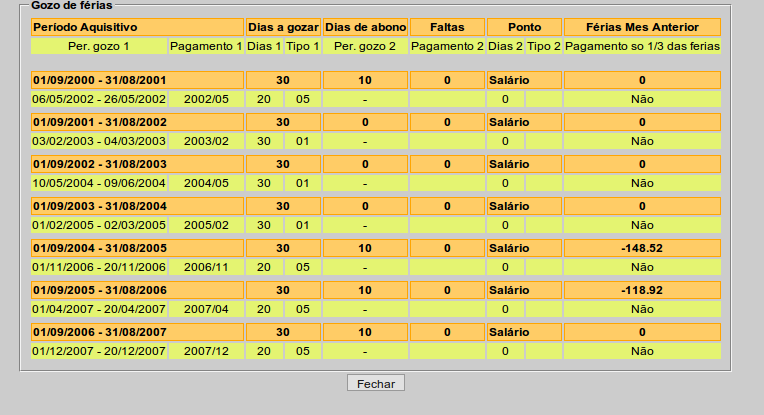 Gozo de férias
Período Aquisitivo Dias a gozar Dias de abono Faltas Ponto Férias Mes Anterior
Per. gozo 1 Pagamento 1 Dias 1 Tipo 1 Per. gozo 2 Pagamento 2 Dias 2 Tipo 2 Pagamento so 1/3 das ferias
01/09/2000 - 31/08/2001 30 10 0 Salário 0
06/05/2002 - 26/05/2002 2002/05 20 05 - 0 Não
01/09/2001 - 31/08/2002 30 0 0 Salário 0
03/02/2003 - 04/03/2003 2003/02 30 01 - 0 Não
01/09/2002 - 31/08/2003 30 0 0 Salário 0
10/05/2004 - 09/06/2004 2004/05 30 01 - 0 Não
01/09/2003 - 31/08/2004 30 0 0 Salário 0
01/02/2005 - 02/03/2005 2005/02 30 01 - 0 Não
01/09/2004 - 31/08/2005 30 10 0 Salário -148.52
01/11/2006 - 20/11/2006 2006/11 20 05 - 0 Não
01/09/2005 - 31/08/2006 30 10 0 Salário -118.92
01/04/2007 - 20/04/2007 2007/04 20 05 - 0 Não
01/09/2006 - 31/08/2007 30 10 0 Salário 0
01/12/2007 - 20/12/2007 2007/12 20 05 - 0 Não
Fechar